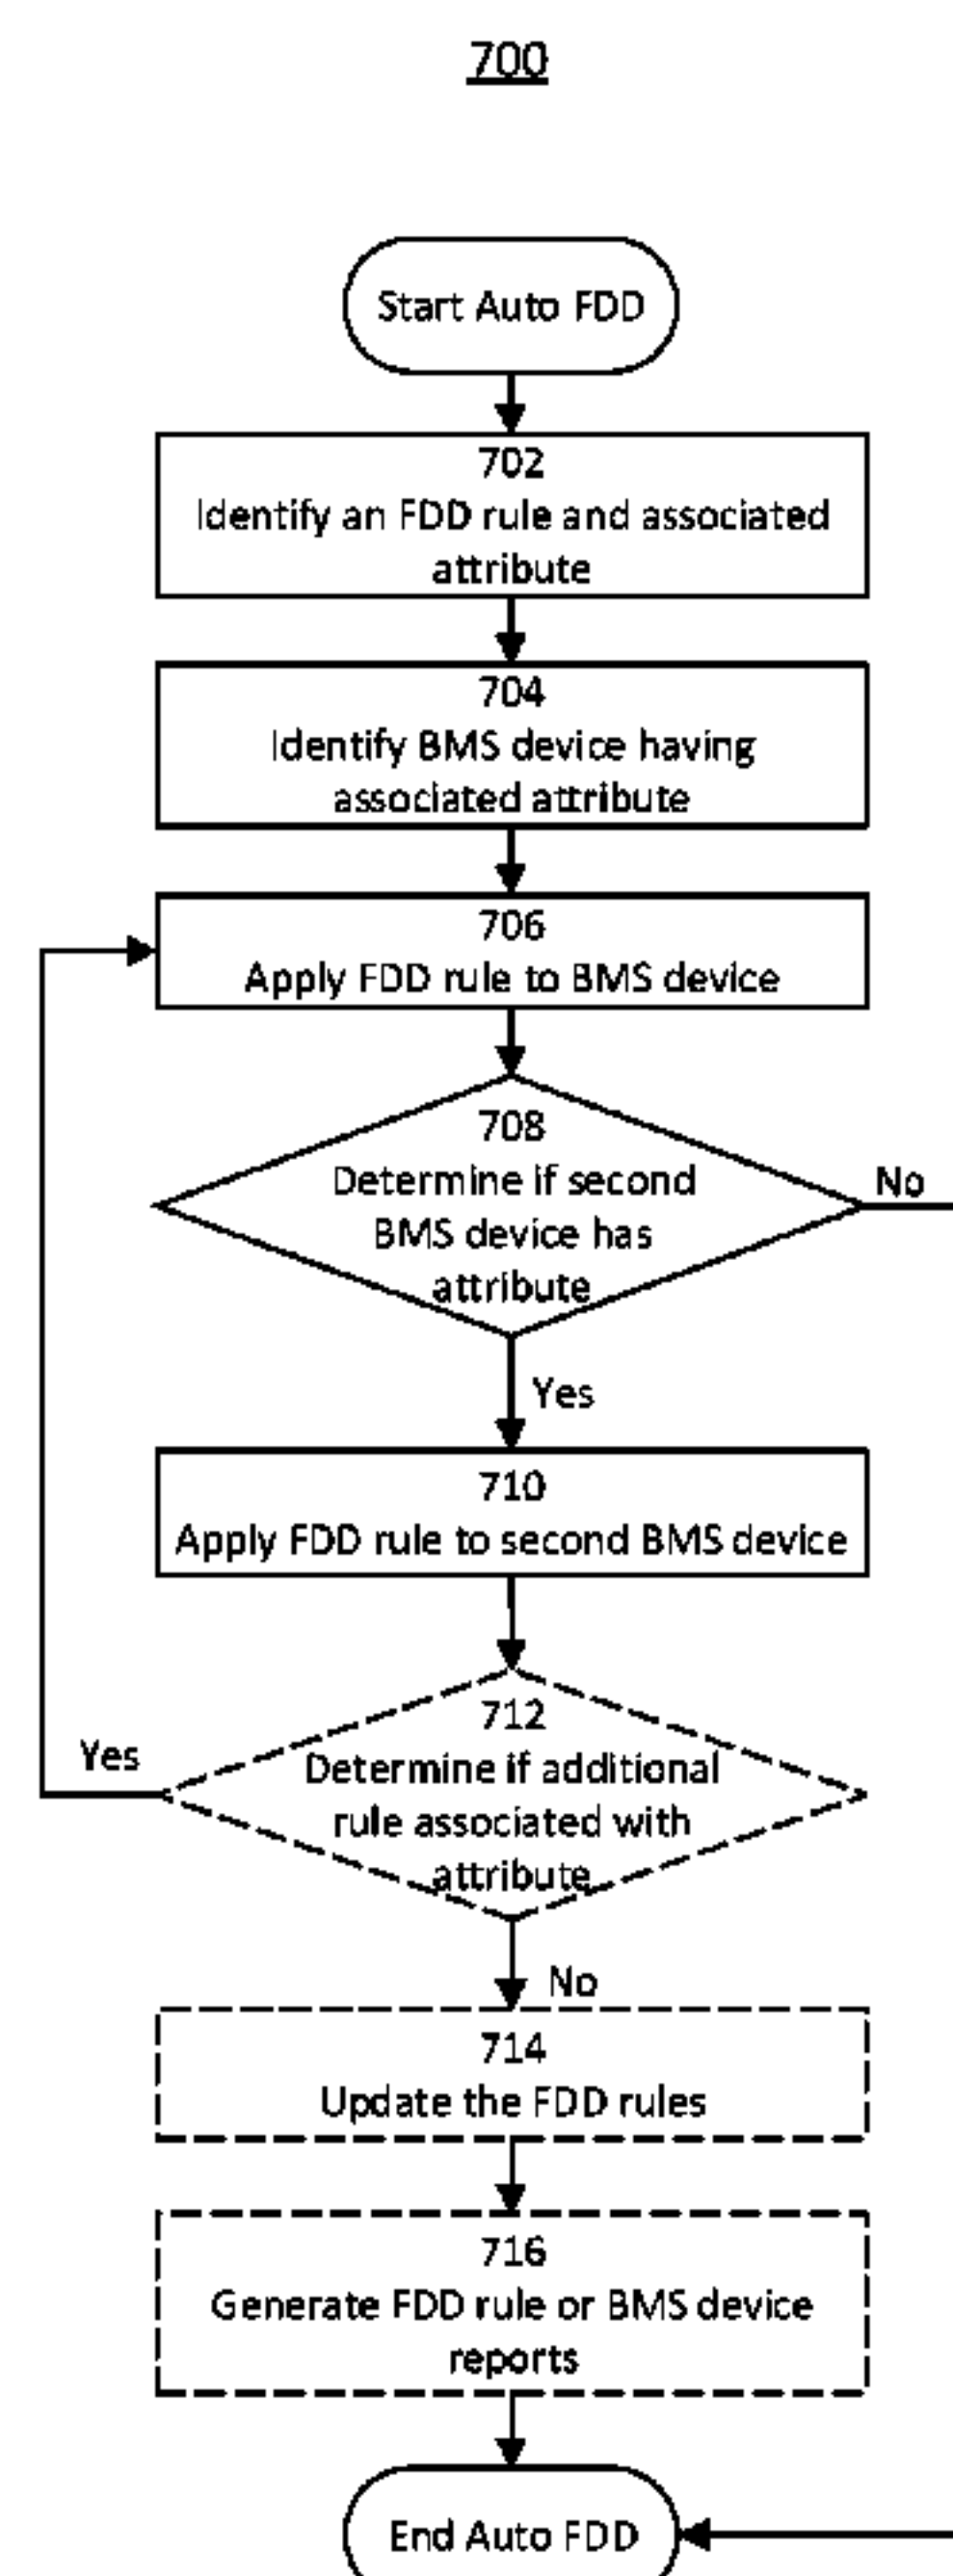 700
Start Auto FDD
702
Identify an FDD rule and associated
attribute
704
Identify BMS device having
associated attribute
706
Apply FDD rule to BMS device
708
Determine if second
BMS device has
attribute
No
Yes
710
Apply FDD rule to second BMS device
712
Determine if additional
rule associated with
attribute
Yes
No
714
Update the FDD rules
716
Generate FDD rule or BMS device
reports
End Auto FDD